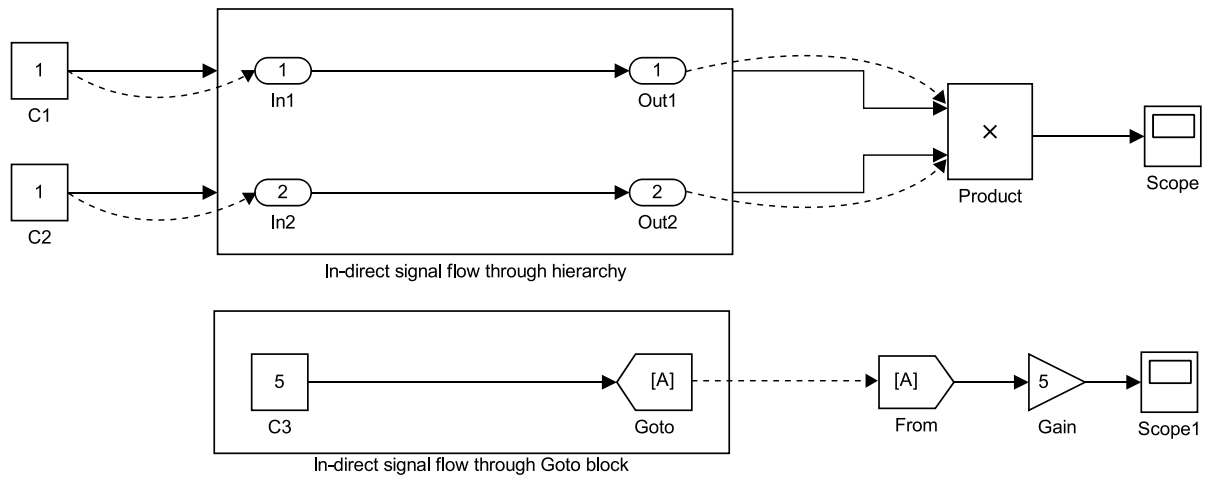 1
C1
1
In1
1
Out1
×
Product
Scope
1
C2
2
In2
2
Out2
In-direct signal flow through hierarchy
5
C3
[A]
Goto
[A]
From
5
Gain
Scope1
In-direct signal flow through Goto block